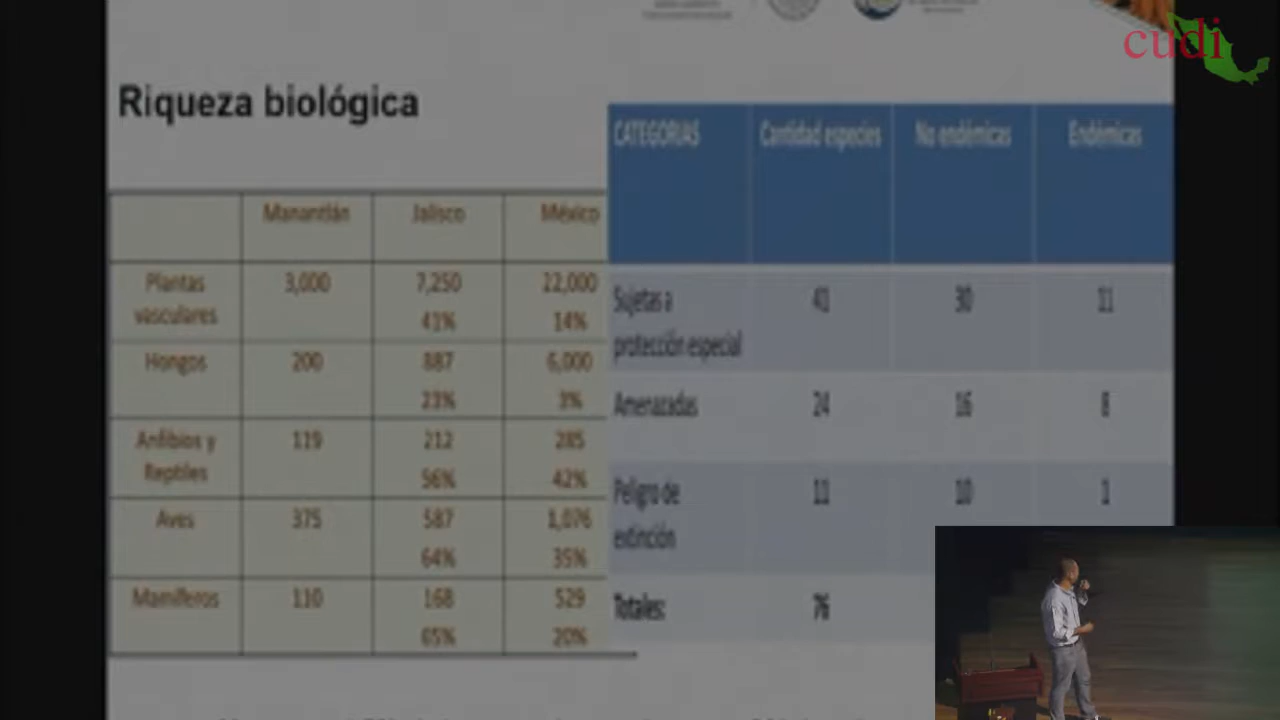 cudi
Riqueza biológica
Manantlán Jalisco México
Plantas vasculares 3,000 7,250 22,000
41% 14%
Hongos 200 887 6,000
23% 3%
Anfibios y Reptiles 119 212 285
56% 42%
Aves 375 587 1,076
64% 35%
Mamíferos 110 168 529
65% 20%
CATEGORIAS Cantidad especies No endémicas Endémicas
Sujetas a protección especial 41 30 11
Amenazadas 24 16 8
Peligro de extinción 11 10 1
Totales: 76